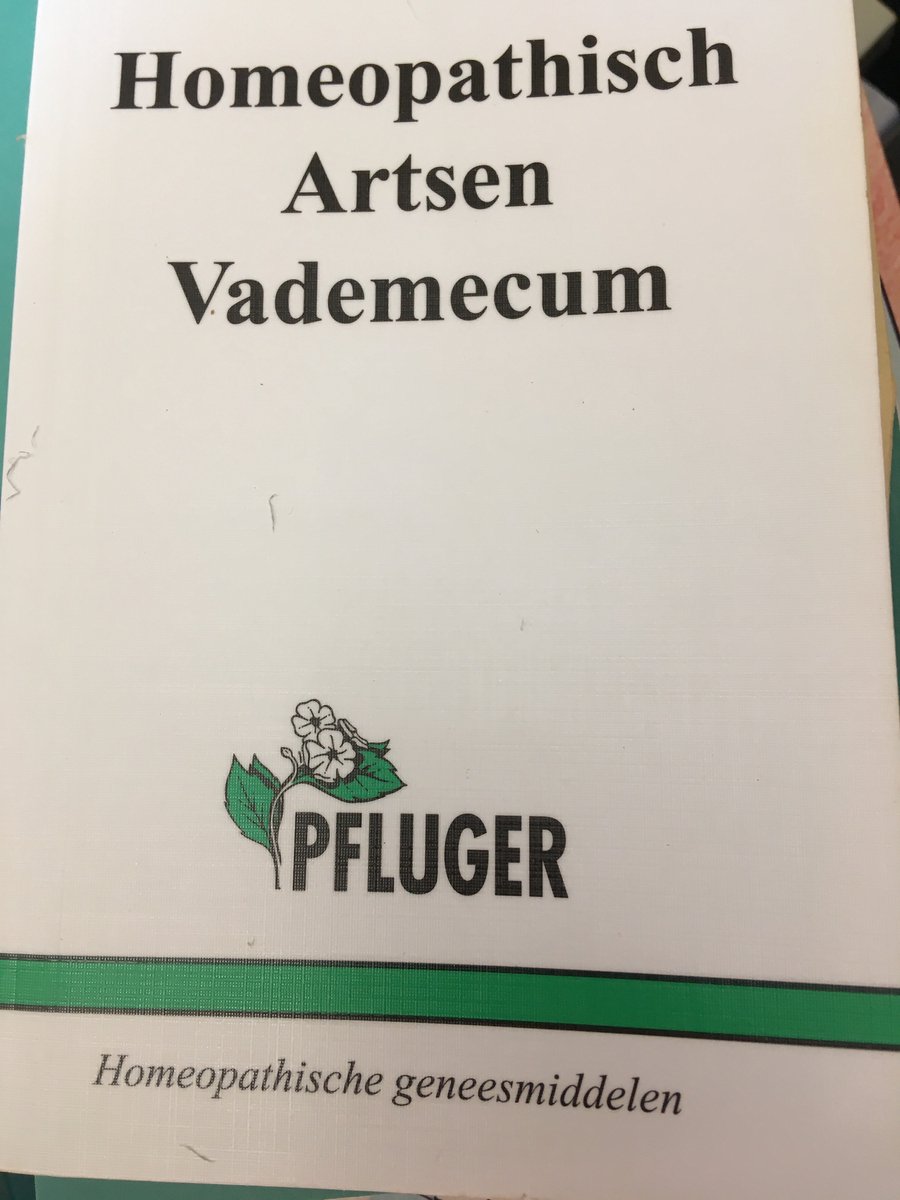 Homeopathisch
Artsen
Vademecum
PFLUGER
Homeopathische geneesmiddelen